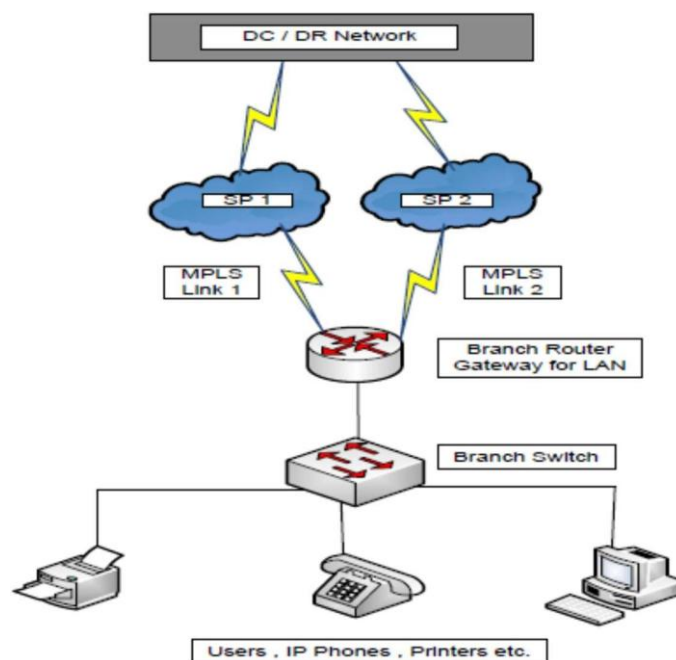 DC / DR Network
SP 1
SP 2
MPLS
Link 1
MPLS
Link 2
Branch Router
Gateway for LAN
Branch Switch
Users , IP Phones , Printers etc.